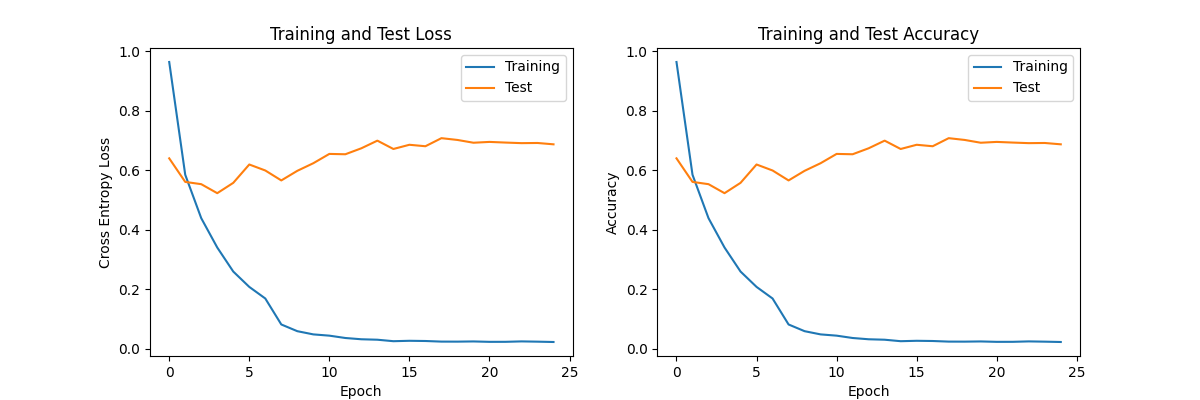 Training and Test Loss
Cross Entropy Loss
1.0
0.8
0.6
0.4
0.2
0.0
Training
Test
0 5 10 15 20 25
Epoch
Training and Test Accuracy
Accuracy
1.0
0.8
0.6
0.4
0.2
0.0
Training
Test
0 5 10 15 20 25
Epoch